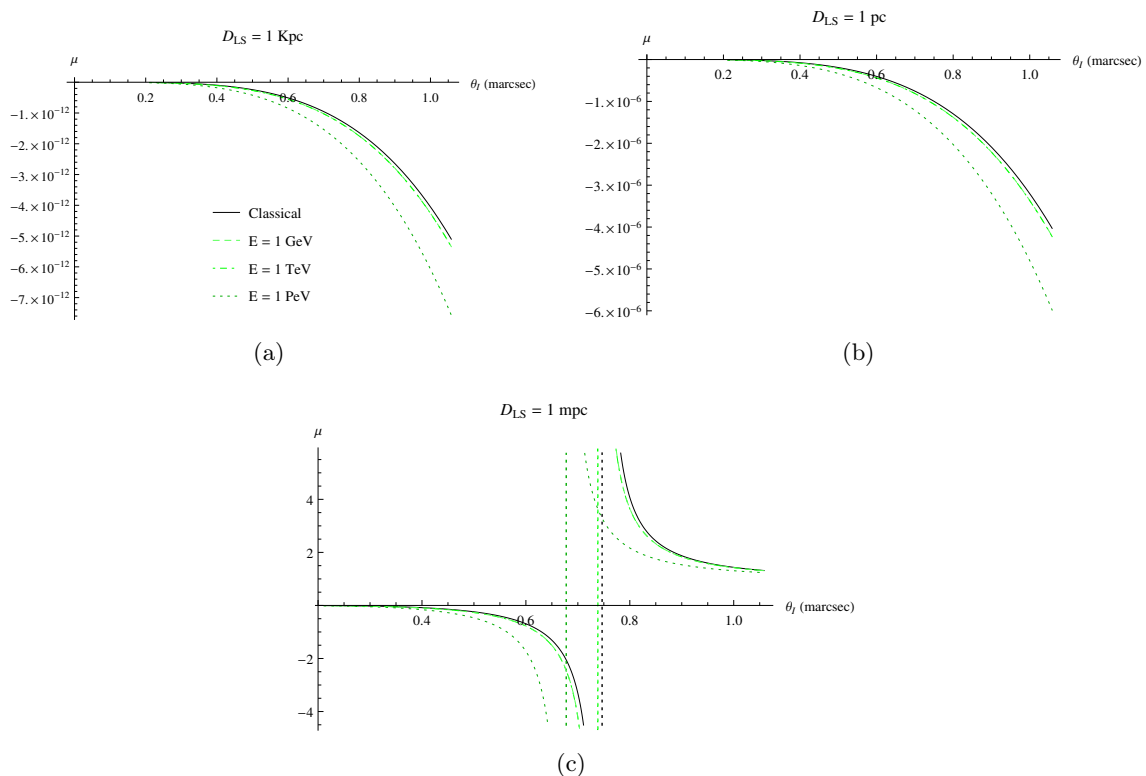 D_LS = 1 Kpc
μ
θ_I (marcsec)
0.2 0.4 0.6 0.8 1.0
-1.×10^-12
-2.×10^-12
-3.×10^-12
-4.×10^-12
-5.×10^-12
-6.×10^-12
-7.×10^-12
Classical
E = 1 GeV
E = 1 TeV
E = 1 PeV
(a)
D_LS = 1 pc
μ
θ_I (marcsec)
0.2 0.4 0.6 0.8 1.0
-1.×10^-6
-2.×10^-6
-3.×10^-6
-4.×10^-6
-5.×10^-6
-6.×10^-6
(b)
D_LS = 1 mpc
μ
4
2
θ_I (marcsec)
0.4 0.6 0.8 1.0
-2
-4
(c)